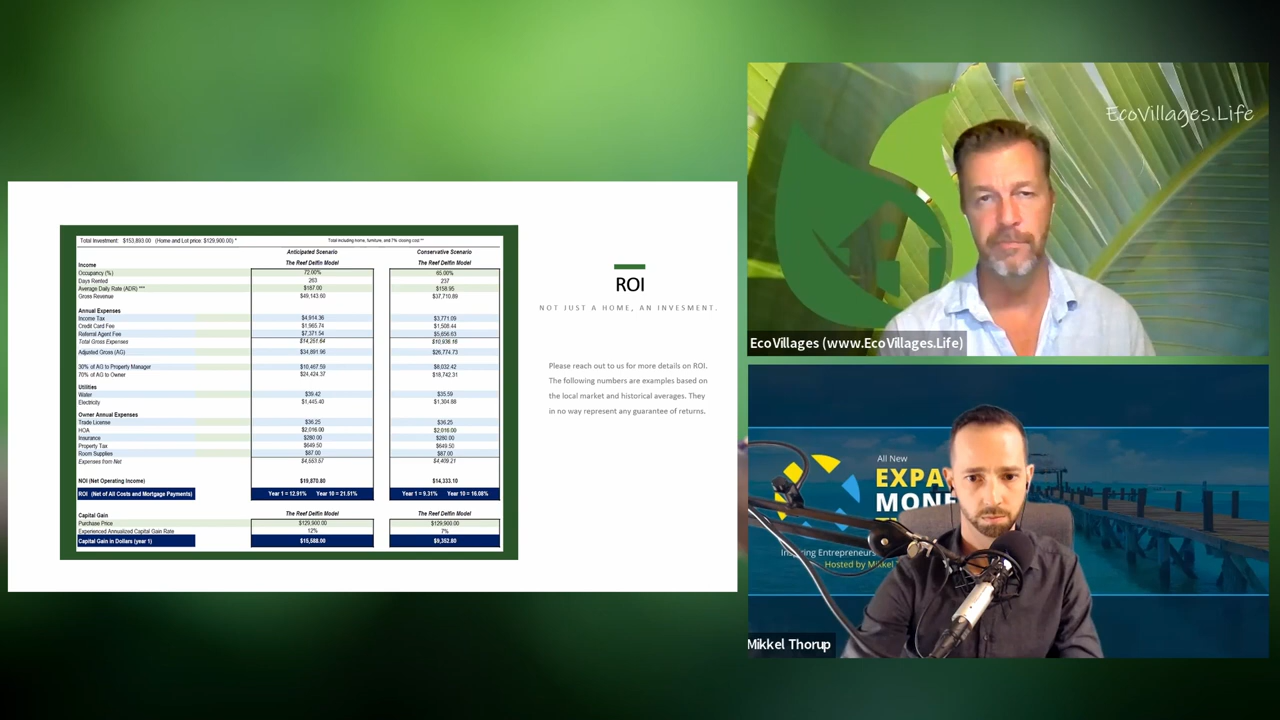 Total Investment: $153,893.00 (Home and Lot price: $129,900.00) * Total including home, furniture, and 7% closing cost **
Anticipated Scenario Conservative Scenario
Income The Reef Delfin Model The Reef Delfin Model
Occupancy (%) 72.00% 65.00%
Days Rented 263 237
Average Daily Rate (ADR) *** $187.00 $158.95
Gross Revenue $49,143.60 $37,710.89
Annual Expenses
Income Tax $4,914.36 $3,771.09
Credit Card Fee $1,965.74 $1,508.44
Referral Agent Fee $7,371.54 $5,656.63
Total Gross Expenses $14,251.64 $10,936.16
Adjusted Gross (AG) $34,891.96 $26,774.73
30% of AG to Property Manager $10,467.59 $8,032.42
70% of AG to Owner $24,424.37 $18,742.31
Utilities
Water $39.42 $35.59
Electricity $1,445.40 $1,304.88
Owner Annual Expenses
Trade License $36.25 $36.25
HOA $2,016.00 $2,016.00
Insurance $280.00 $280.00
Property Tax $649.50 $649.50
Room Supplies $87.00 $87.00
Expenses from Net $4,553.57 $4,409.21
NOI (Net Operating Income) $19,870.80 $14,333.10
ROI (Net of All Costs and Mortgage Payments) Year 1 = 12.91% Year 10 = 21.51% Year 1 = 9.31% Year 10 = 16.08%
Capital Gain The Reef Delfin Model The Reef Delfin Model
Purchase Price $129,900.00 $129,900.00
Experienced Annualized Capital Gain Rate 12% 7%
Capital Gain in Dollars (year 1) $15,588.00 $9,352.80
ROI
NOT JUST A HOME, AN INVESMENT.
Please reach out to us for more details on ROI.
The following numbers are examples based on
the local market and historical averages. They
in no way represent any guarantee of returns.
EcoVillages.Life
EcoVillages (www.EcoVillages.Life)
All New
EXPA
MONE
Entrepreneurs
Hosted by Mikkel
Mikkel Thorup